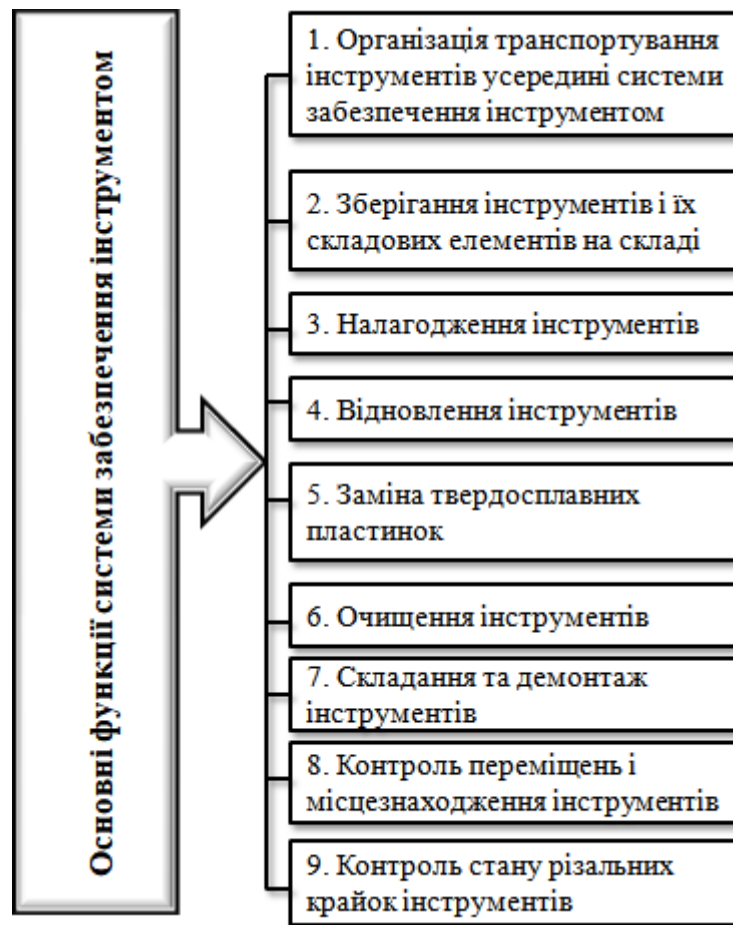 Основні функції системи забезпечення інструментом
1. Організація транспортування
інструментів усередині системи
забезпечення інструментом
2. Зберігання інструментів і їх
складових елементів на складі
3. Налагодження інструментів
4. Відновлення інструментів
5. Заміна твердосплавних
пластинок
6. Очищення інструментів
7. Складання та демонтаж
інструментів
8. Контроль переміщень і
місцезнаходження інструментів
9. Контроль стану різальних
крайок інструментів